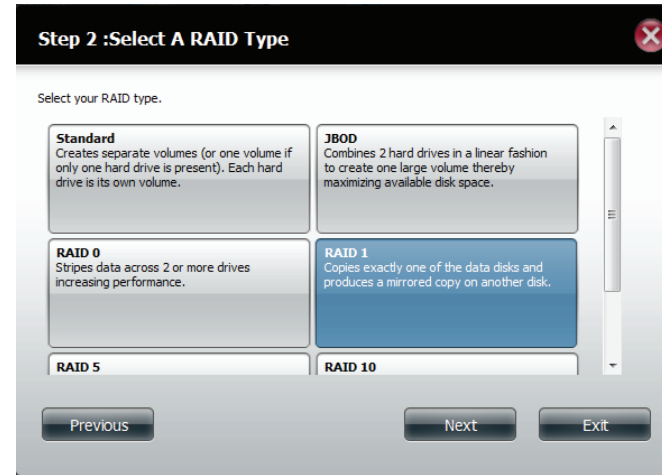 Step 2 :Select A RAID Type
Select your RAID type.
Standard
Creates separate volumes (or one volume if
only one hard drive is present). Each hard
drive is its own volume.
JBOD
Combines 2 hard drives in a linear fashion
to create one large volume thereby
maximizing available disk space.
RAID 0
Stripes data across 2 or more drives
increasing performance.
RAID 1
Copies exactly one of the data disks and
produces a mirrored copy on another disk.
RAID 5
RAID 10
Previous
Next
Exit